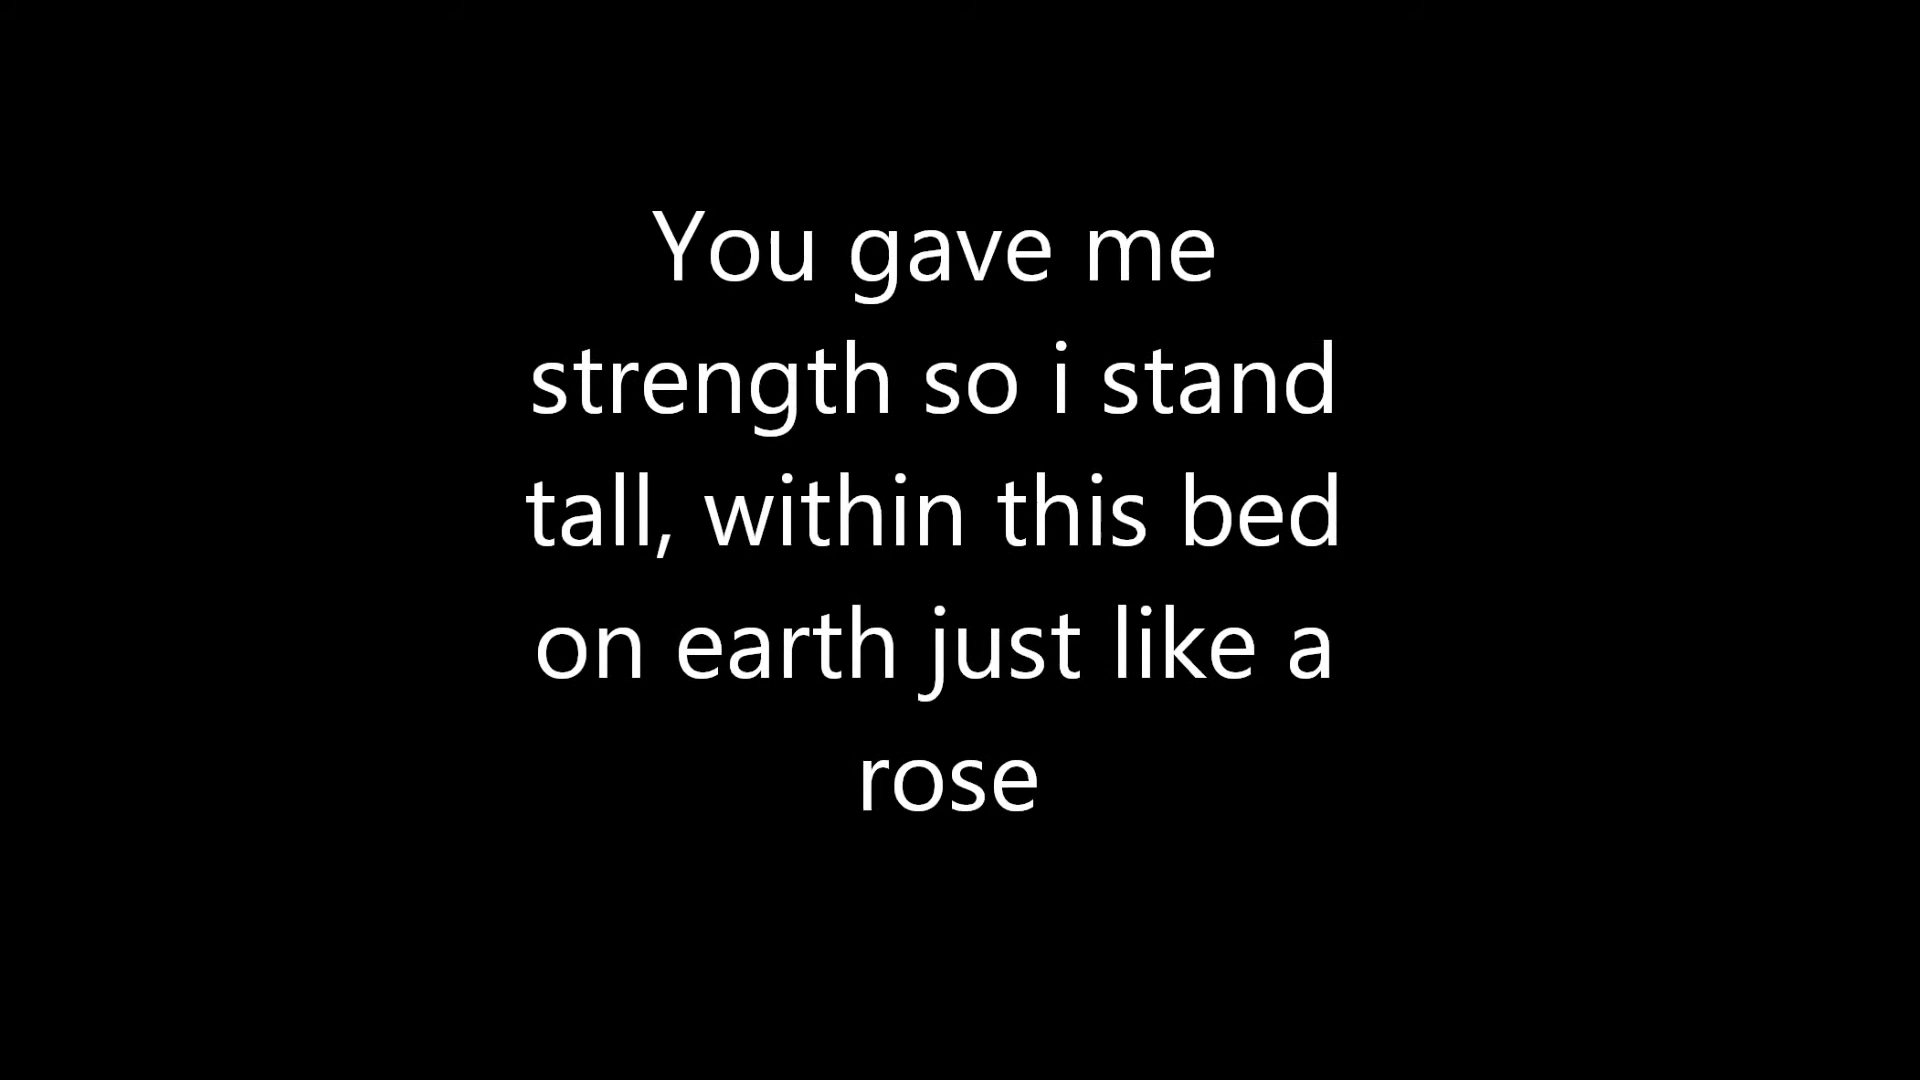 You gave me
strength so i stand
tall, within this bed
on earth just like a
rose